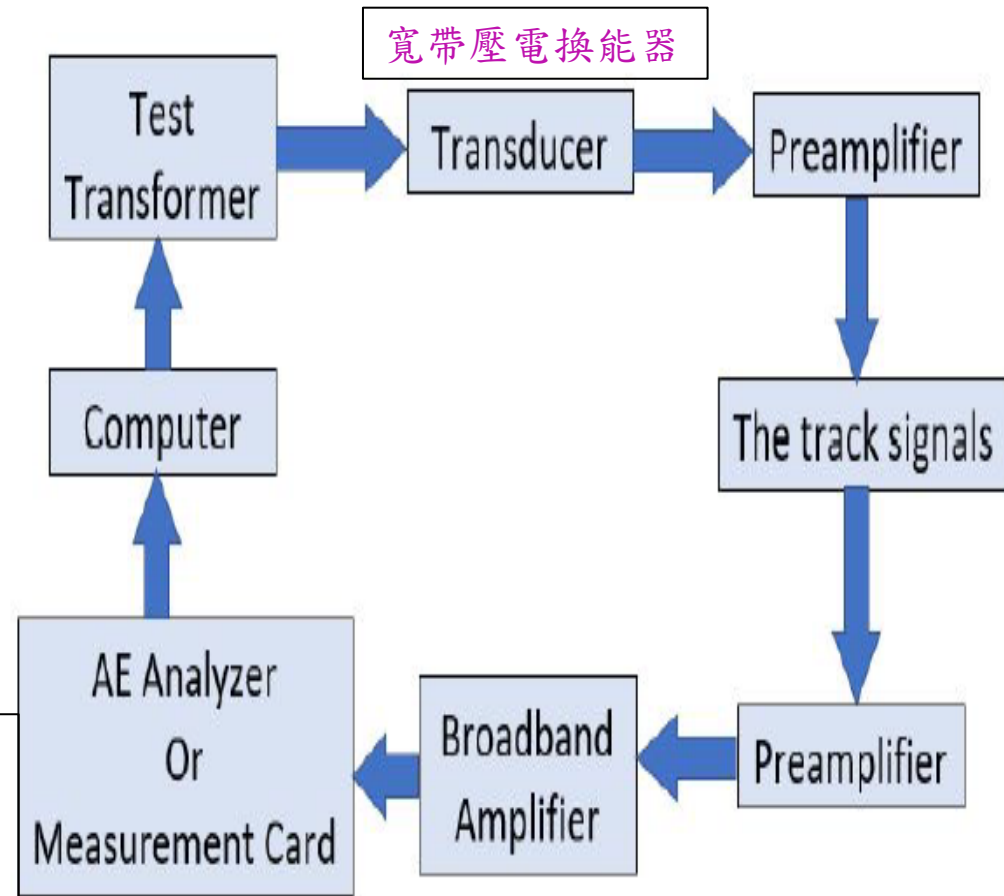 寬帶壓電換能器
Test
Transformer
Transducer
Preamplifier
Computer
The track signals
AE Analyzer
Or
Measurement Card
Broadband
Amplifier
Preamplifier